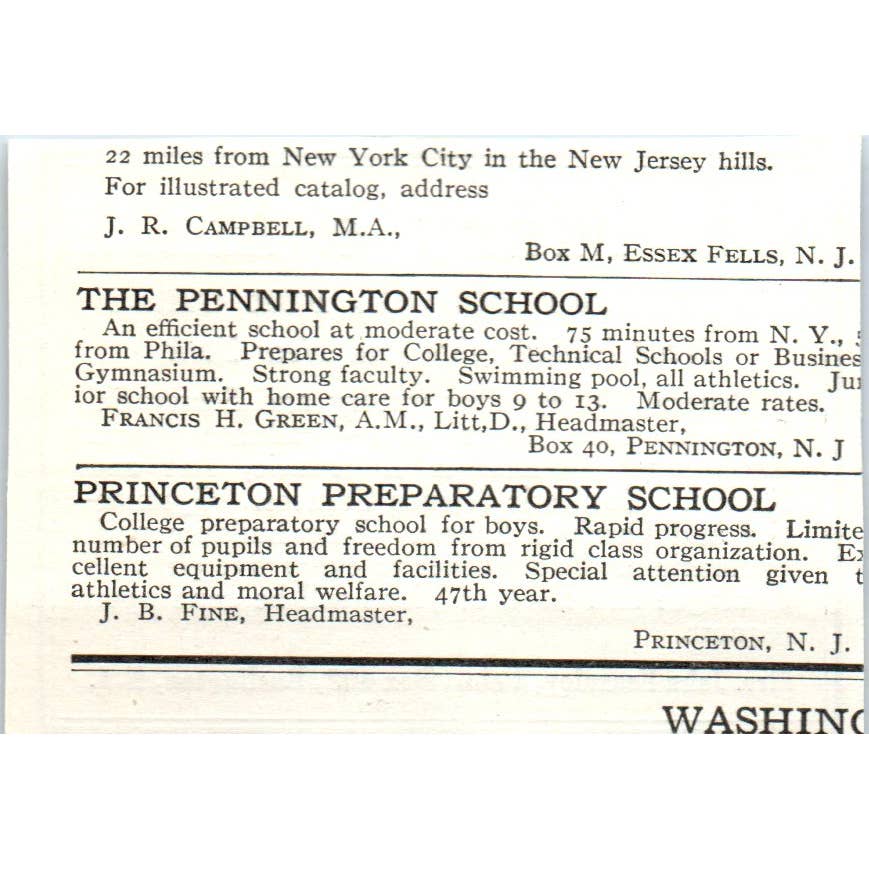 22 miles from New York City in the New Jersey hills.
For illustrated catalog, address
J. R. CAMPBELL, M.A.,
Box M, ESSEX FELLS, N. J.
THE PENNINGTON SCHOOL
An efficient school at moderate cost. 75 minutes from N. Y.,
from Phila. Prepares for College, Technical Schools or Busines
Gymnasium. Strong faculty. Swimming pool, all athletics. Jun
ior school with home care for boys 9 to 13. Moderate rates.
FRANCIS H. GREEN, A.M., Litt,D., Headmaster,
Box 40, PENNINGTON, N. J
PRINCETON PREPARATORY SCHOOL
College preparatory school for boys. Rapid progress. Limite
number of pupils and freedom from rigid class organization. Ex
cellent equipment and facilities. Special attention given t
athletics and moral welfare. 47th year.
J. B. FINE, Headmaster,
PRINCETON, N. J.
WASHING